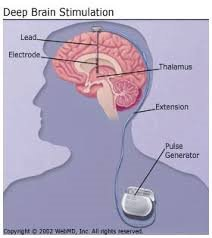 Deep Brain Stimulation
Lead
Electrode
Thalamus
Extension
Pulse
Generator
Copyright © 2002 WebMD, Inc. All rights reserved.